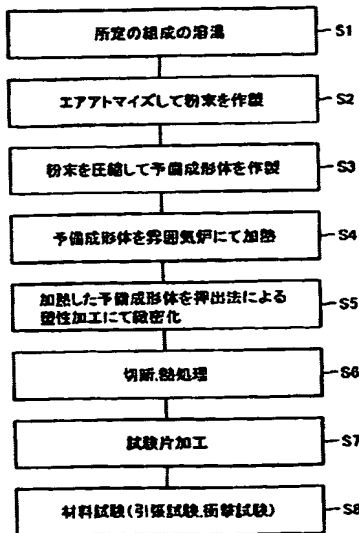 所定の組成の溶湯 S1
エアアトマイズして粉末を作製 S2
粉末を圧縮して予備成形体を作製 S3
予備成形体を雰囲気炉にて加熱 S4
加熱した予備成形体を押出法による
塑性加工にて緻密化 S5
切断,熱処理 S6
試験片加工 S7
材料試験(引張試験,衝撃試験) S8